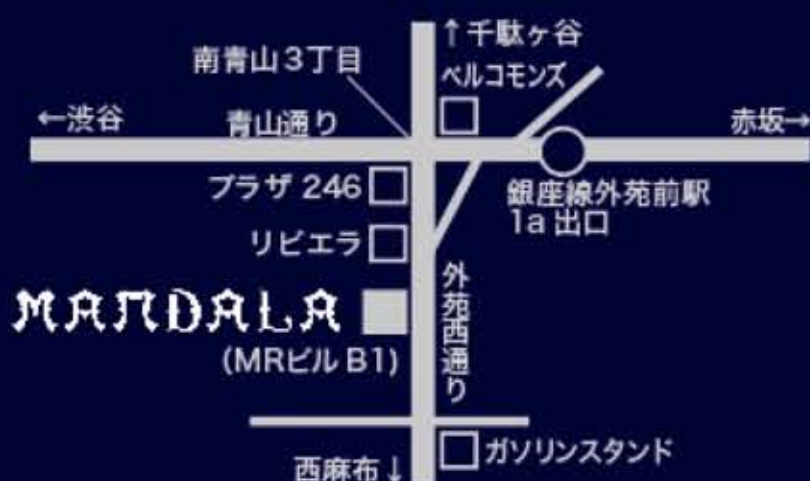 ↑千駄ヶ谷
南青山3丁目
ベルコモンズ
←渋谷
青山通り
赤坂→
プラザ 246
銀座線外苑前駅
1a 出口
リビエラ
外苑西通り
MANDALA
(MRビル B1)
ガソリンスタンド
西麻布↓